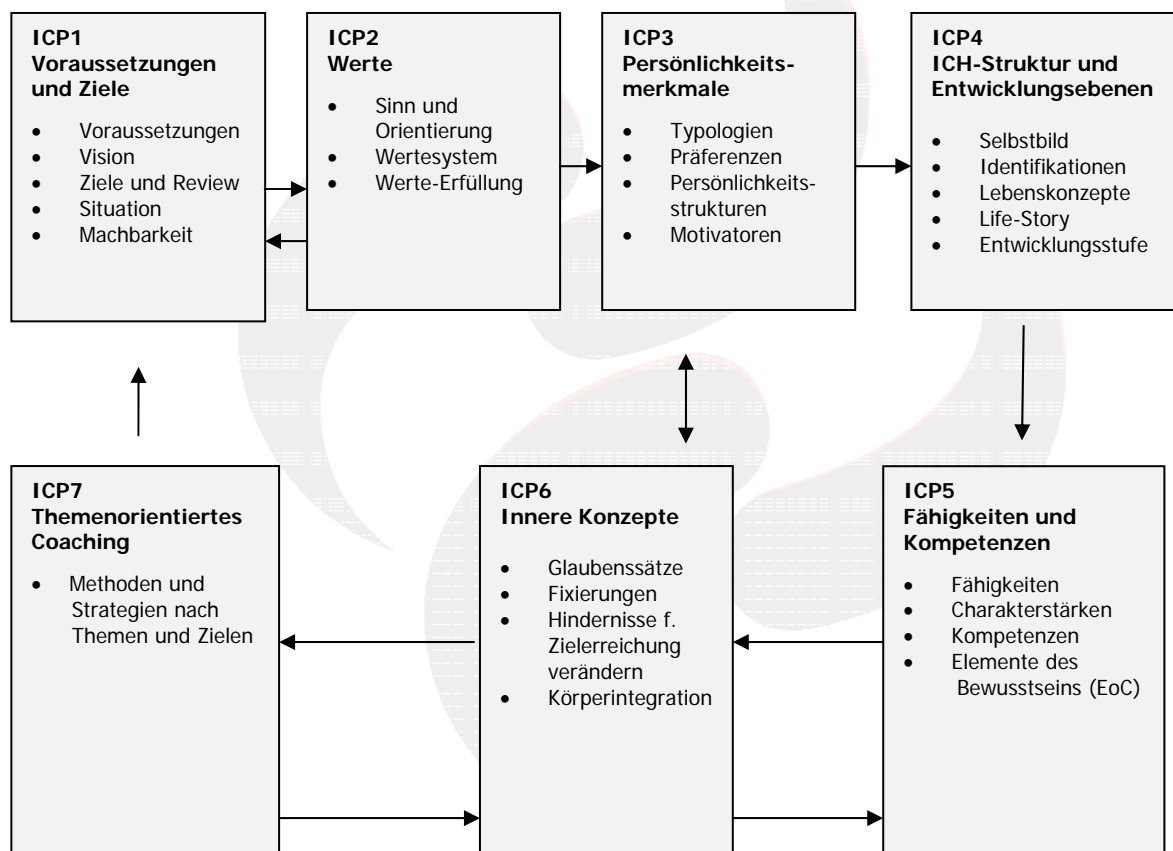 ICP1
Voraussetzungen
und Ziele
• Voraussetzungen
• Vision
• Ziele und Review
• Situation
• Machbarkeit
ICP2
Werte
• Sinn und
Orientierung
• Wertesystem
• Werte-Erfüllung
ICP3
Persönlichkeits-
merkmale
• Typologien
• Präferenzen
• Persönlichkeits-
strukturen
• Motivatoren
ICP4
ICH-Struktur und
Entwicklungsebenen
• Selbstbild
• Identifikationen
• Lebenskonzepte
• Life-Story
• Entwicklungsstufe
ICP7
Themenorientiertes
Coaching
• Methoden und
Strategien nach
Themen und Zielen
ICP6
Innere Konzepte
• Glaubenssätze
• Fixierungen
• Hindernisse f.
Zielerreichung
verändern
• Körperintegration
ICP5
Fähigkeiten und
Kompetenzen
• Fähigkeiten
• Charakterstärken
• Kompetenzen
• Elemente des
Bewusstseins (EoC)